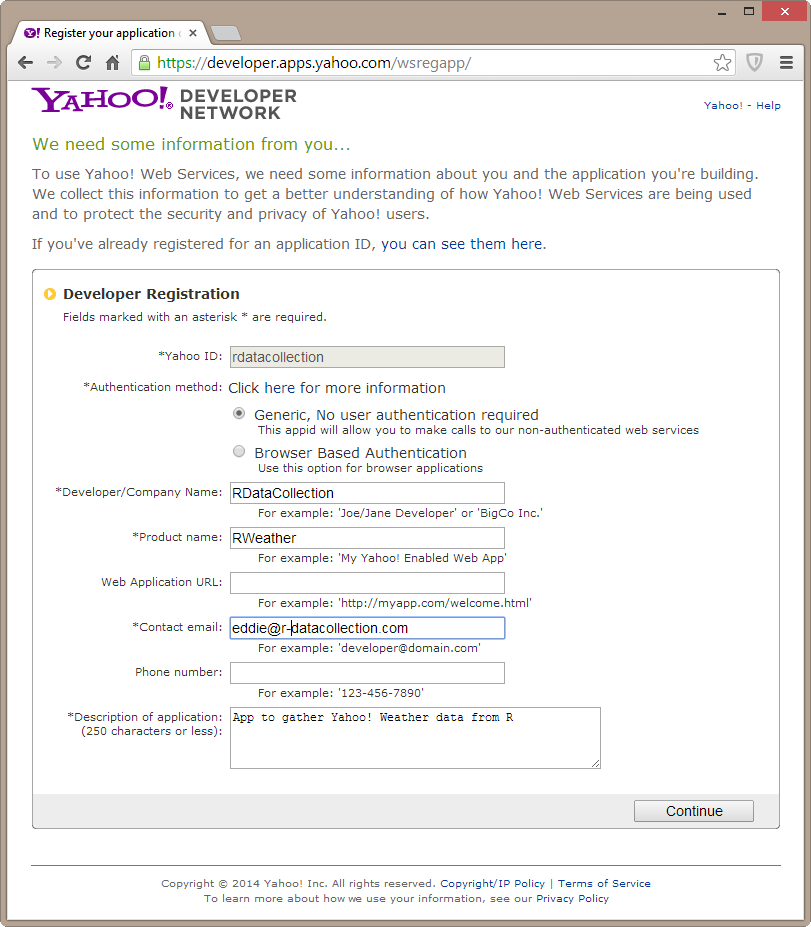 Register your application
https://developer.apps.yahoo.com/wsregapp/
YAHOO!® DEVELOPER
NETWORK
Yahoo! - Help
We need some information from you...
To use Yahoo! Web Services, we need some information about you and the application you're building.
We collect this information to get a better understanding of how Yahoo! Web Services are being used
and to protect the security and privacy of Yahoo! users.
If you've already registered for an application ID, you can see them here.
Developer Registration
Fields marked with an asterisk * are required.
*Yahoo ID: rdatacollection
*Authentication method: Click here for more information
Generic, No user authentication required
This appid will allow you to make calls to our non-authenticated web services
Browser Based Authentication
Use this option for browser applications
*Developer/Company Name: RDataCollection
For example: 'Joe/Jane Developer' or 'BigCo Inc.'
*Product name: RWeather
For example: 'My Yahoo! Enabled Web App'
Web Application URL:
For example: 'http://myapp.com/welcome.html'
*Contact email: eddie@r-datacollection.com
For example: 'developer@domain.com'
Phone number:
For example: '123-456-7890'
*Description of application: App to gather Yahoo! Weather data from R
(250 characters or less):
Continue
Copyright © 2014 Yahoo! Inc. All rights reserved. Copyright/IP Policy | Terms of Service
To learn more about how we use your information, see our Privacy Policy